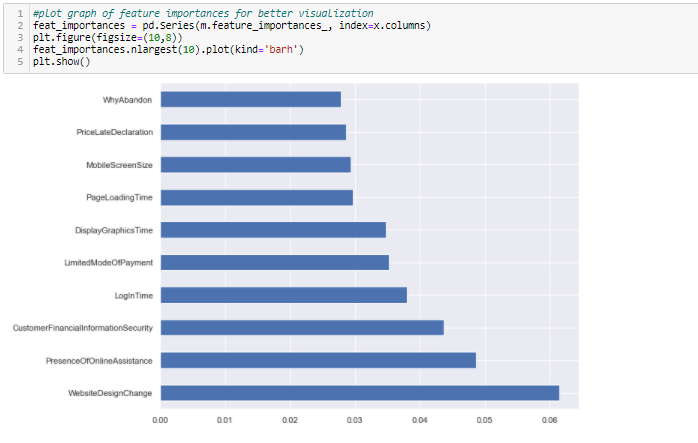 1 #plot graph of feature importances for better visualization
2 feat_importances = pd.Series(m.feature_importances_, index=x.columns)
3 plt.figure(figsize=(10,8))
4 feat_importances.nlargest(10).plot(kind='barh')
5 plt.show()
WhyAbandon
PriceLateDeclaration
MobileScreenSize
PageLoadingTime
DisplayGraphicsTime
LimitedModeOfPayment
LogInTime
CustomerFinancialInformationSecurity
PresenceOfOnlineAssistance
WebsiteDesignChange
0.00 0.01 0.02 0.03 0.04 0.05 0.06